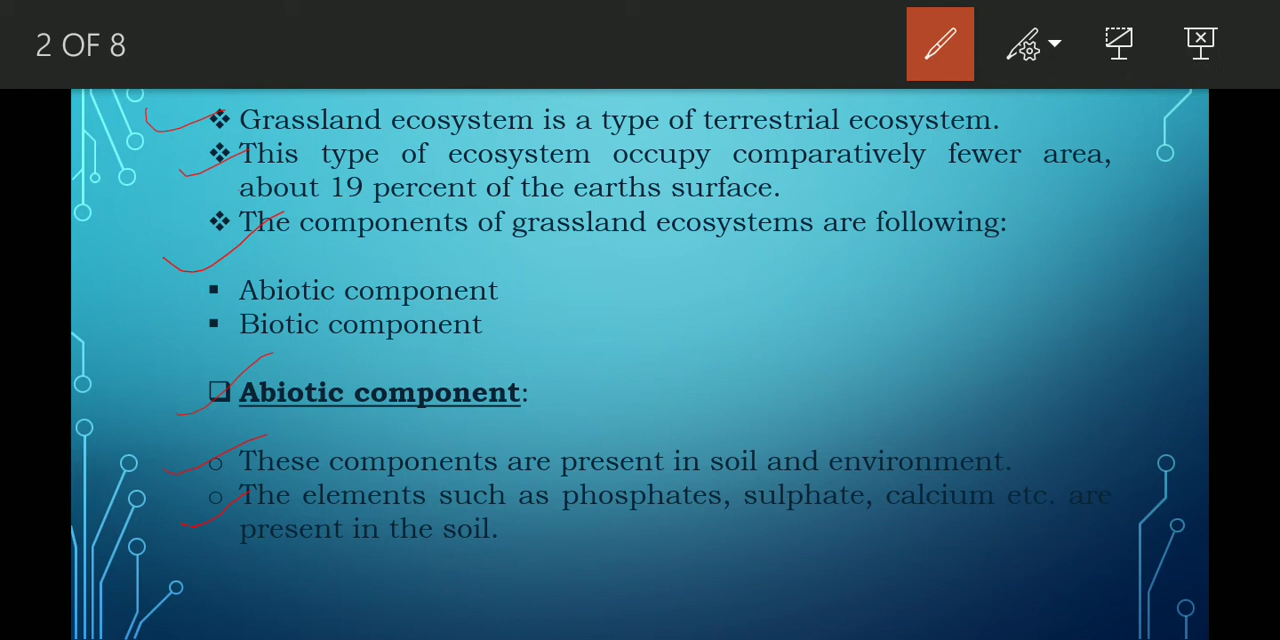 2 OF 8
❖ Grassland ecosystem is a type of terrestrial ecosystem.
❖ This type of ecosystem occupy comparatively fewer area,
about 19 percent of the earths surface.
❖ The components of grassland ecosystems are following:
▪ Abiotic component
▪ Biotic component
❑ Abiotic component:
o These components are present in soil and environment.
o The elements such as phosphates, sulphate, calcium etc. are
present in the soil.